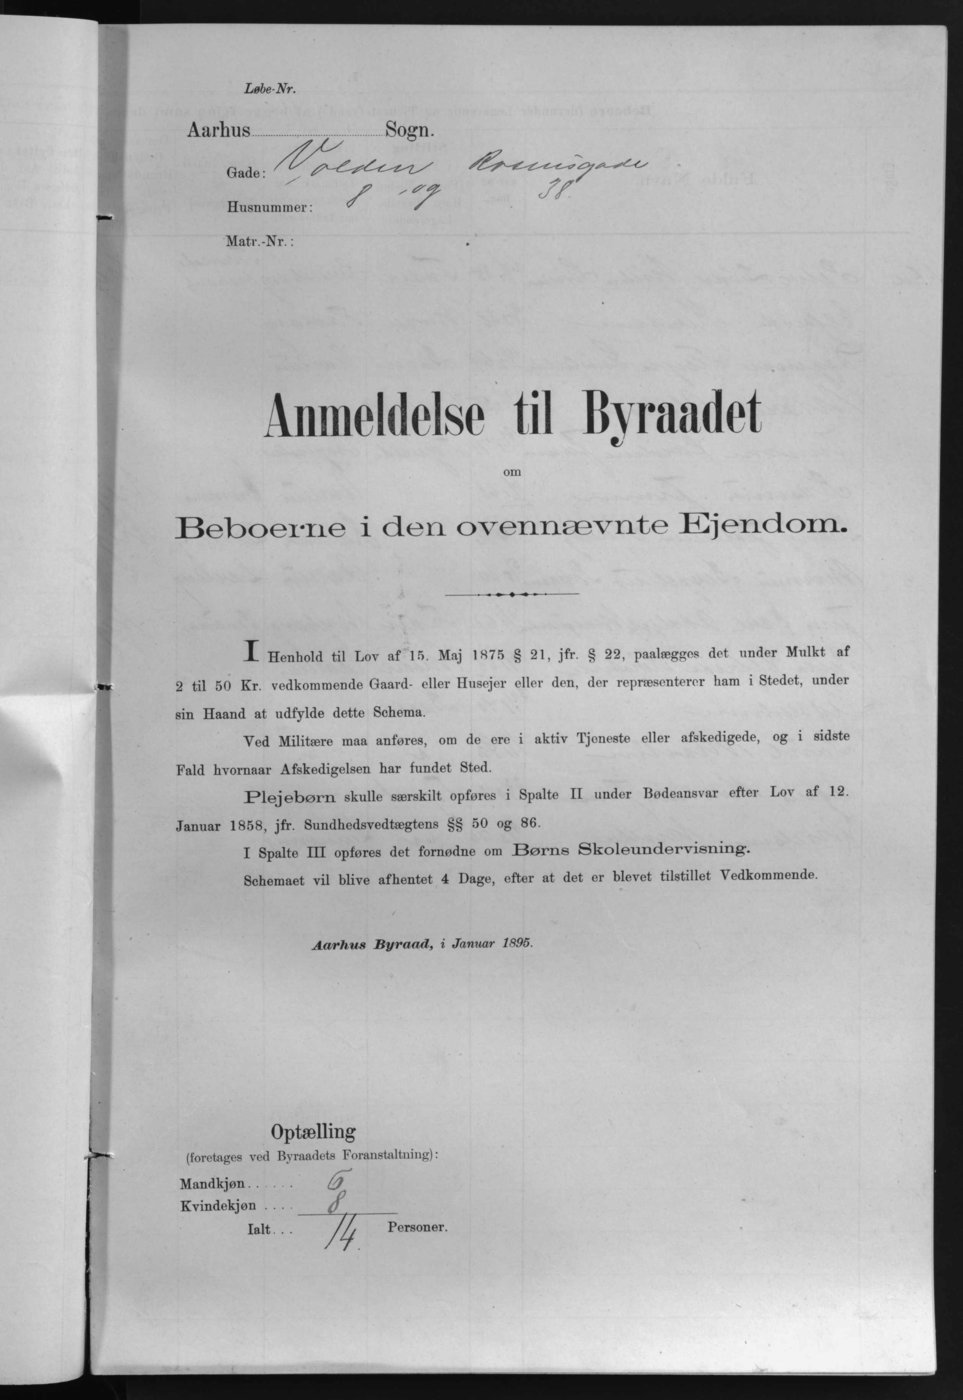 Løbe-Nr.
Aarhus Sogn.
Gade: Volden Rosensgade
Husnummer: 8 og 38.
Matr.-Nr.:
Anmeldelse til Byraadet
om
Beboerne i den ovennævnte Ejendom.
I Henhold til Lov af 15. Maj 1875 § 21, jfr. § 22, paalægges det under Mulkt af
2 til 50 Kr. vedkommende Gaard- eller Husejer eller den, der repræsenterer ham i Stedet, under
sin Haand at udfylde dette Schema.
Ved Militære maa anføres, om de ere i aktiv Tjeneste eller afskedigede, og i sidste
Fald hvornaar Afskedigelsen har fundet Sted.
Plejebørn skulle særskilt opføres i Spalte II under Bødeansvar efter Lov af 12.
Januar 1858, jfr. Sundhedsvedtægtens §§ 50 og 86.
I Spalte III opføres det fornødne om Børns Skoleundervisning.
Schemaet vil blive afhentet 4 Dage, efter at det er blevet tilstillet Vedkommende.
Aarhus Byraad, i Januar 1895.
Optælling
(foretages ved Byraadets Foranstaltning):
Mandkjøn...... 6
Kvindekjøn .... 8
Ialt... 14 Personer.